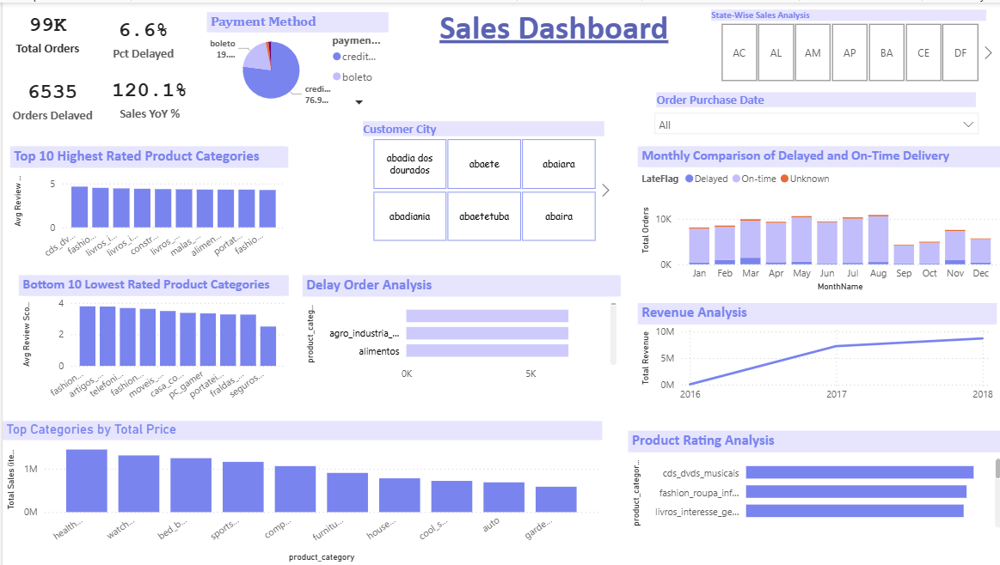 99K
Total Orders
6.6%
Pct Delayed
6535
Orders Delayed
120.1%
Sales YoY %
Payment Method
boleto
19....
credi...
76.9...
paymen...
credit...
boleto
Sales Dashboard
State-Wise Sales Analysis
AC AL AM AP BA CE DF
Order Purchase Date
All
Customer City
abadia dos
dourados
abaete
abaiara
abadiania
abaetetuba
abaira
Top 10 Highest Rated Product Categories
Avg Review ...
5
0
cds_dv... fashio... livros_i... livros_i... constr... livros_... malas_... alimen... portat... fashio...
Monthly Comparison of Delayed and On-Time Delivery
LateFlag Delayed On-time Unknown
Total Orders
10K
0K
Jan Feb Mar Apr May Jun Jul Aug Sep Oct Nov Dec
MonthName
Bottom 10 Lowest Rated Product Categories
Avg Review Sco...
4
2
0
fashion... artigos_... telefoni... fashion... moveis_... casa_co... pc_gamer portatei... fraldas_... seguros...
Delay Order Analysis
product_categ...
agro_industria_...
alimentos
0K 5K
Revenue Analysis
Total Revenue
10M
5M
0M
2016 2017 2018
Top Categories by Total Price
Total Sales (ite...
1M
0M
health... watch... bed_b... sports... comp... furnitu... house... cool_s... auto garde...
product_category
Product Rating Analysis
product_categor...
cds_dvds_musicais
fashion_roupa_inf...
livros_interesse_ge...